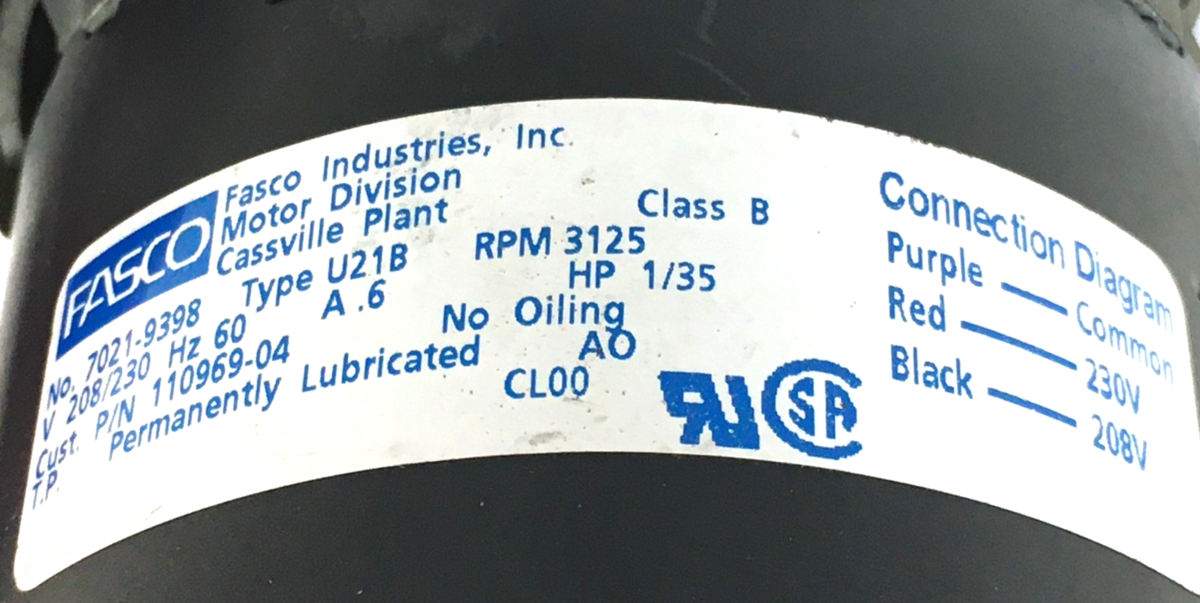 FASCO
Fasco Industries, Inc.
Motor Division
Cassville Plant
No. 7021-9398 Type U21B RPM 3125 Class B
V 208/230 Hz 60 A .6 HP 1/35
Cust. P/N 110969-04 No Oiling
T.P. Permanently Lubricated AO
CL00
Connection Diagram
Purple — Common
Red — 230V
Black — 208V